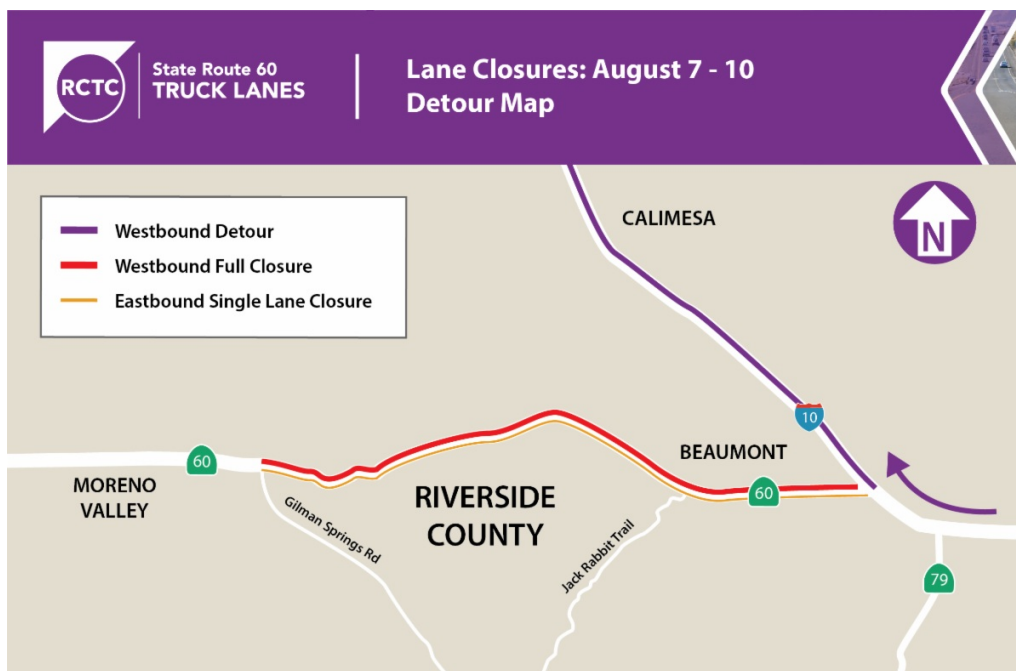 RCTC
State Route 60
TRUCK LANES
Lane Closures: August 7 - 10
Detour Map
Westbound Detour
Westbound Full Closure
Eastbound Single Lane Closure
CALIMESA
N
10
BEAUMONT
60
MORENO
VALLEY
RIVERSIDE
COUNTY
60
Gilman Springs Rd
Jack Rabbit Trail
79